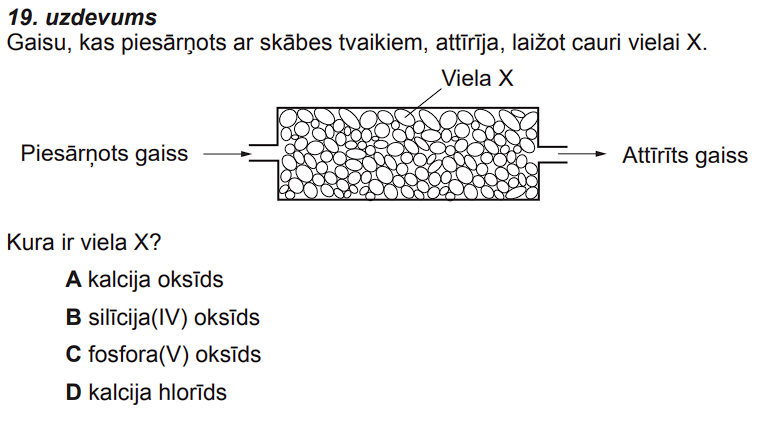 19. uzdevums
Gaisu, kas piesārņots ar skābes tvaikiem, attīrīja, laižot cauri vielai X.
Viela X
Piesārņots gaiss
Attīrīts gaiss
Kura ir viela X?
A kalcija oksīds
B silīcija(IV) oksīds
C fosfora(V) oksīds
D kalcija hlorīds